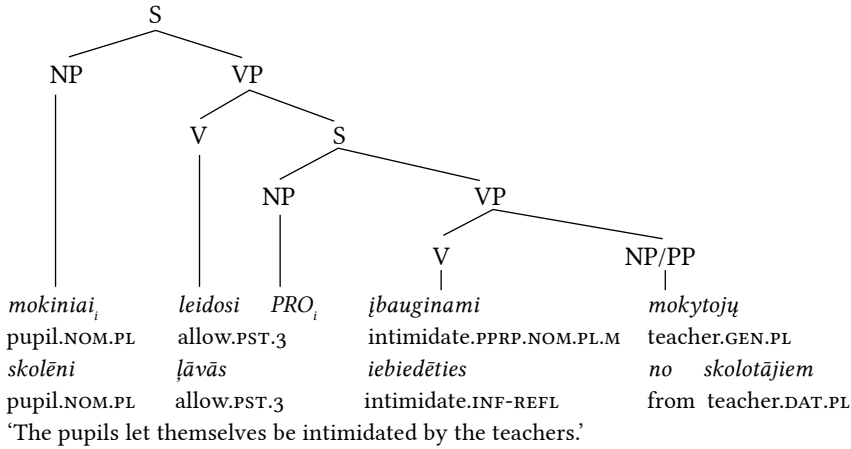 S
NP VP
V S
NP VP
V NP/PP
mokiniaiᵢ leidosi PROᵢ įbauginami mokytojų
pupil.NOM.PL allow.PST.3 intimidate.PPRP.NOM.PL.M teacher.GEN.PL
skolēni ļāvās iebiedēties no skolotājiem
pupil.NOM.PL allow.PST.3 intimidate.INF-REFL from teacher.DAT.PL
‘The pupils let themselves be intimidated by the teachers.’